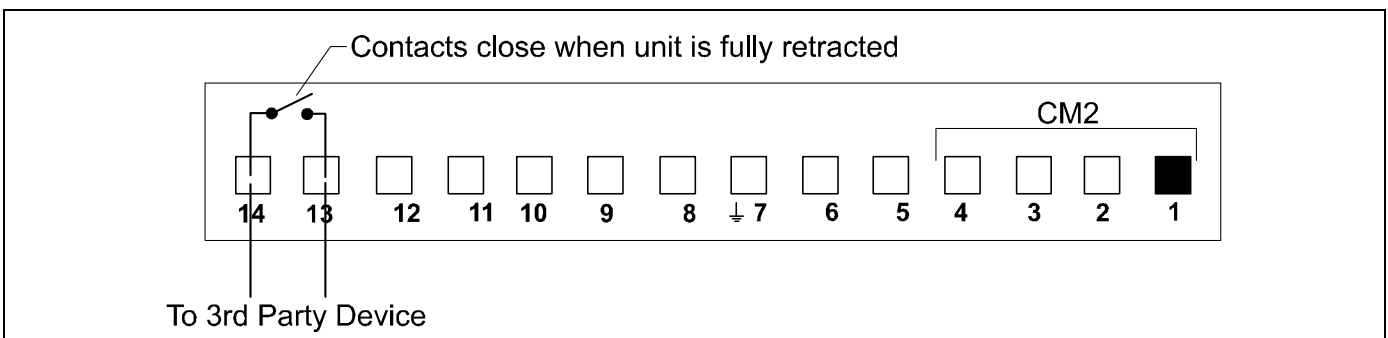 Contacts close when unit is fully retracted
CM2
14 13 12 11 10 9 8 ⏚ 7 6 5 4 3 2 1
To 3rd Party Device